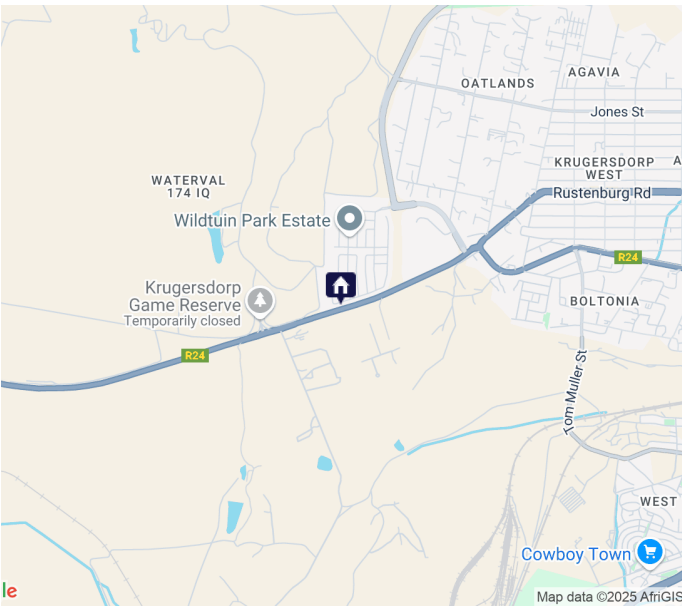 OATLANDS
AGAVIA
Jones St
KRUGERSDORP
WEST
A
Rustenburg Rd
WATERVAL
174 IQ
Wildtuin Park Estate
R24
Krugersdorp
Game Reserve
Temporarily closed
BOLTONIA
R24
Tom Muller St
WEST
Cowboy Town
le
Map data ©2025 AfriGIS